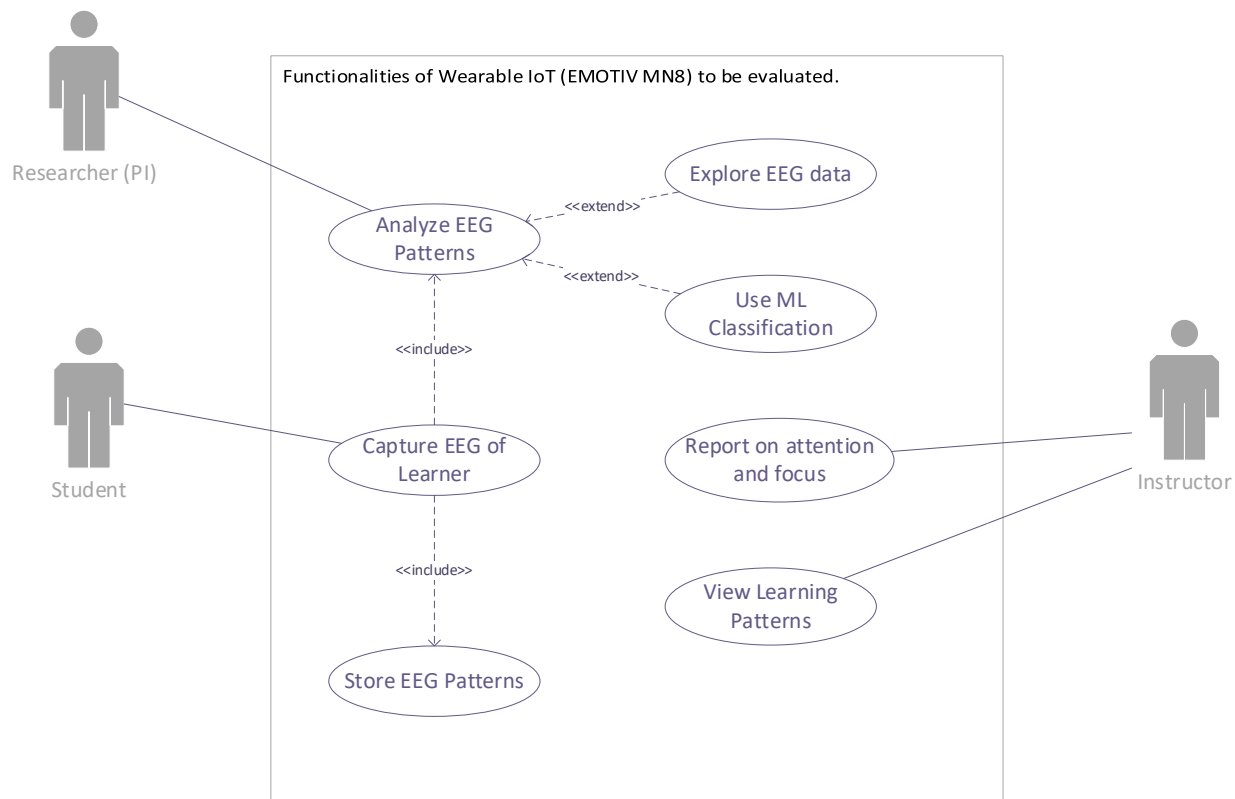 Functionalities of Wearable IoT (EMOTIV MN8) to be evaluated.
Researcher (PI)
Explore EEG data
<<extend>>
Analyze EEG
Patterns
<<extend>>
Use ML
Classification
<<include>>
Student
Capture EEG of
Learner
Report on attention
and focus
Instructor
<<include>>
View Learning
Patterns
Store EEG Patterns